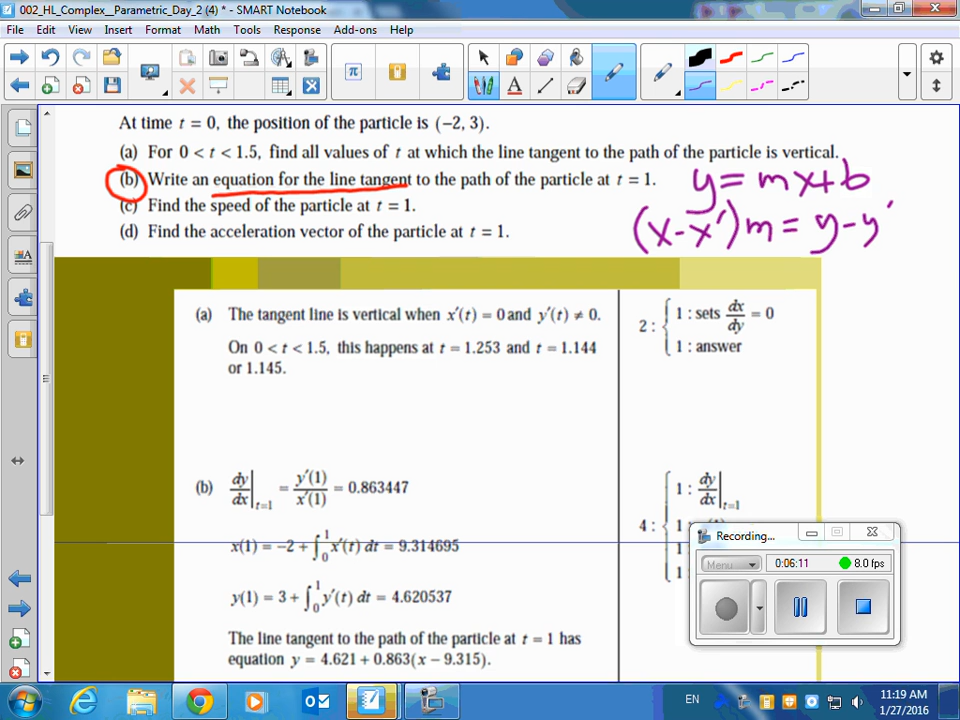 002_HL_Complex__Parametric_Day_2 (4) * - SMART Notebook
File Edit View Insert Format Math Tools Response Add-ons Help
At time t = 0, the position of the particle is (−2, 3).
(a) For 0 < t < 1.5, find all values of t at which the line tangent to the path of the particle is vertical.
(b) Write an equation for the line tangent to the path of the particle at t = 1.
y = mx+b
(c) Find the speed of the particle at t = 1.
(x-x')m = y-y'
(d) Find the acceleration vector of the particle at t = 1.
(a) The tangent line is vertical when x′(t) = 0 and y′(t) ≠ 0.
On 0 < t < 1.5, this happens at t = 1.253 and t = 1.144
or 1.145.
2 : { 1 : sets dx/dy = 0
1 : answer
(b) dy/dx|t=1 = y′(1)/x′(1) = 0.863447
x(1) = −2 + ∫₀¹ x′(t) dt = 9.314695
y(1) = 3 + ∫₀¹ y′(t) dt = 4.620537
The line tangent to the path of the particle at t = 1 has
equation y = 4.621 + 0.863(x − 9.315).
4 : { 1 : dy/dx|t=1
1 :
1
1
Recording...
Menu 0:06:11 8.0 fps
EN 11:19 AM
1/27/2016